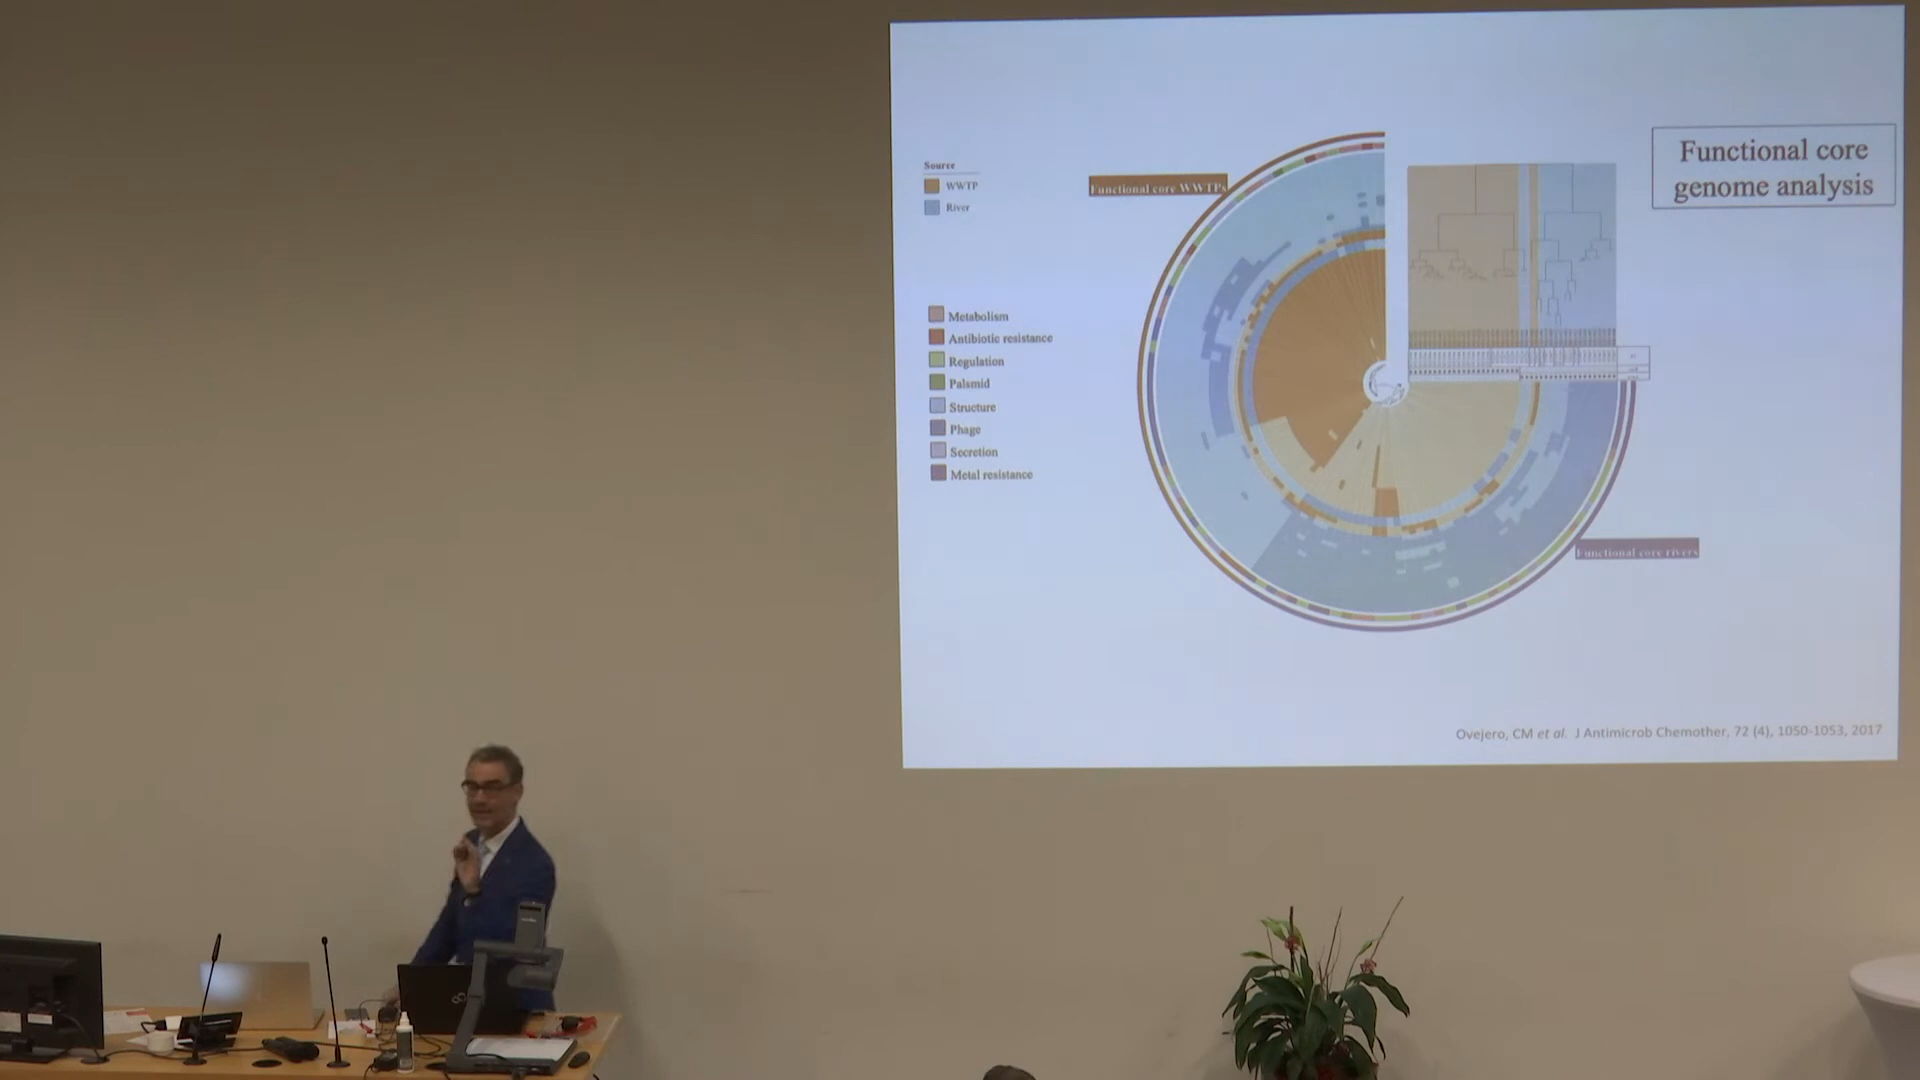 Functional core
genome analysis
Source
WWTP
River
Functional core WWTPs
Metabolism
Antibiotic resistance
Regulation
Palsmid
Structure
Phage
Secretion
Metal resistance
Functional core rivers
Ovejero, CM et al. J Antimicrob Chemother, 72 (4), 1050-1053, 2017